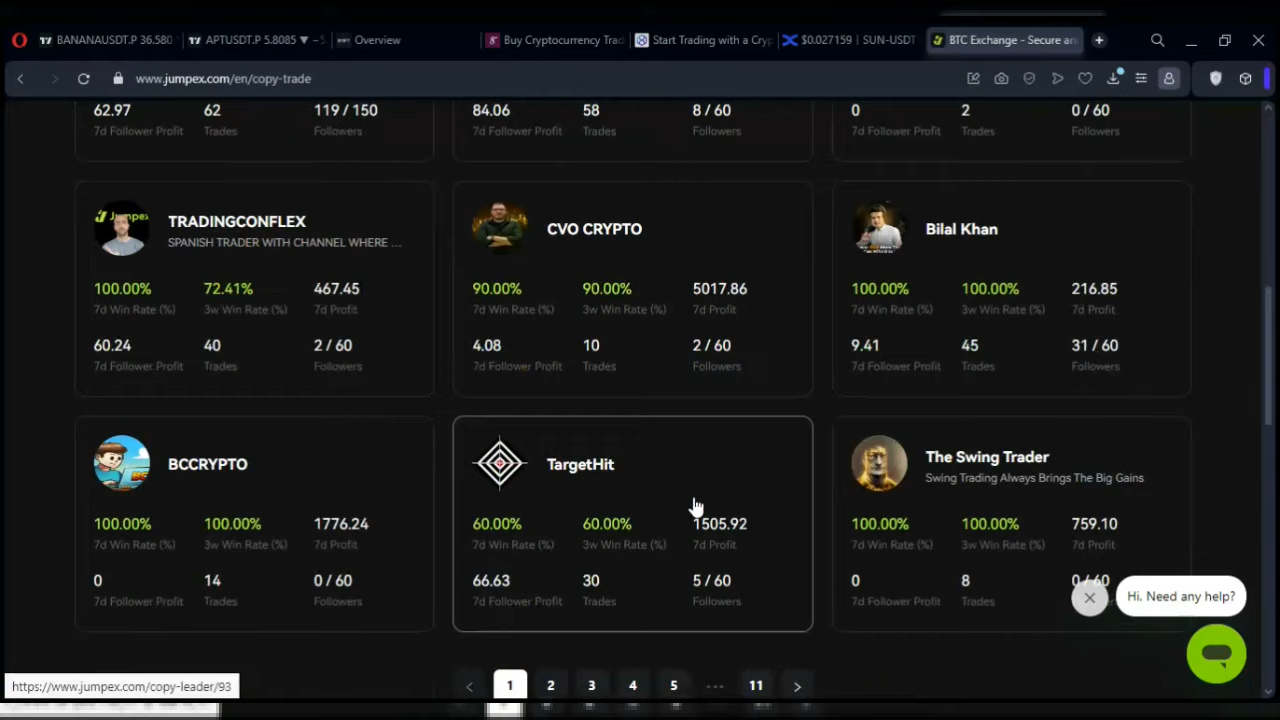 BANANAUSDT.P 36.580
APTUSDT.P 5.8085 ▼ −5
Overview
Buy Cryptocurrency Trad
Start Trading with a Cryp
$0.027159 | SUN-USDT
BTC Exchange - Secure an
www.jumpex.com/en/copy-trade
62.97 62 119 / 150
7d Follower Profit Trades Followers
84.06 58 8 / 60
7d Follower Profit Trades Followers
0 2 0 / 60
7d Follower Profit Trades Followers
Jumpex
TRADINGCONFLEX
SPANISH TRADER WITH CHANNEL WHERE ...
100.00% 72.41% 467.45
7d Win Rate (%) 3w Win Rate (%) 7d Profit
60.24 40 2 / 60
7d Follower Profit Trades Followers
CVO CRYPTO
90.00% 90.00% 5017.86
7d Win Rate (%) 3w Win Rate (%) 7d Profit
4.08 10 2 / 60
7d Follower Profit Trades Followers
Bilal Khan
100.00% 100.00% 216.85
7d Win Rate (%) 3w Win Rate (%) 7d Profit
9.41 45 31 / 60
7d Follower Profit Trades Followers
BCCRYPTO
100.00% 100.00% 1776.24
7d Win Rate (%) 3w Win Rate (%) 7d Profit
0 14 0 / 60
7d Follower Profit Trades Followers
TargetHit
60.00% 60.00% 1505.92
7d Win Rate (%) 3w Win Rate (%) 7d Profit
66.63 30 5 / 60
7d Follower Profit Trades Followers
The Swing Trader
Swing Trading Always Brings The Big Gains
100.00% 100.00% 759.10
7d Win Rate (%) 3w Win Rate (%) 7d Profit
0 8 0 / 60
7d Follower Profit Trades
Hi. Need any help?
< 1 2 3 4 5 ... 11 >
https://www.jumpex.com/copy-leader/93